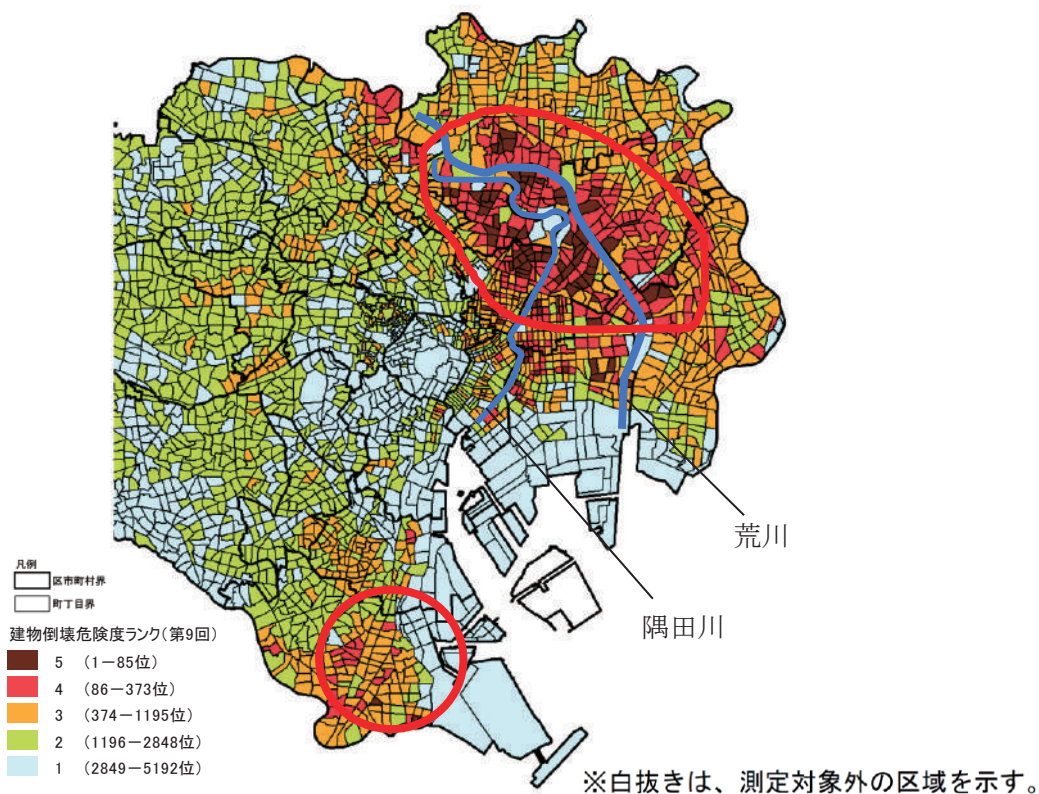 荒川
隅田川
凡例
区市町村界
町丁目界
建物倒壊危険度ランク(第9回)
5 (1－85位)
4 (86－373位)
3 (374－1195位)
2 (1196－2848位)
1 (2849－5192位)
※白抜きは、測定対象外の区域を示す。